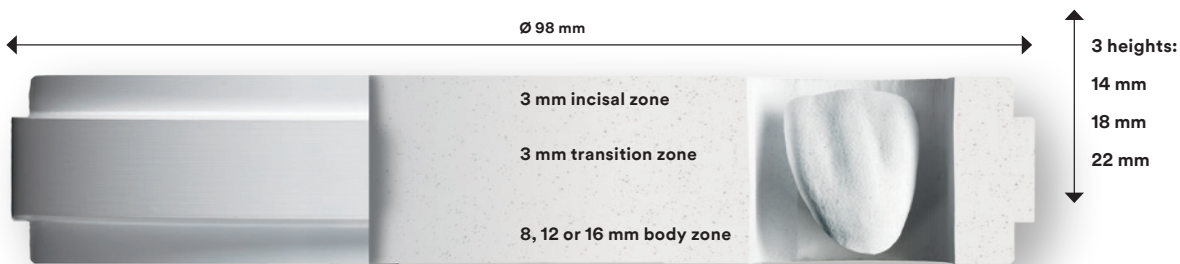 Ø 98 mm
3 heights:
14 mm
18 mm
22 mm
3 mm incisal zone
3 mm transition zone
8, 12 or 16 mm body zone